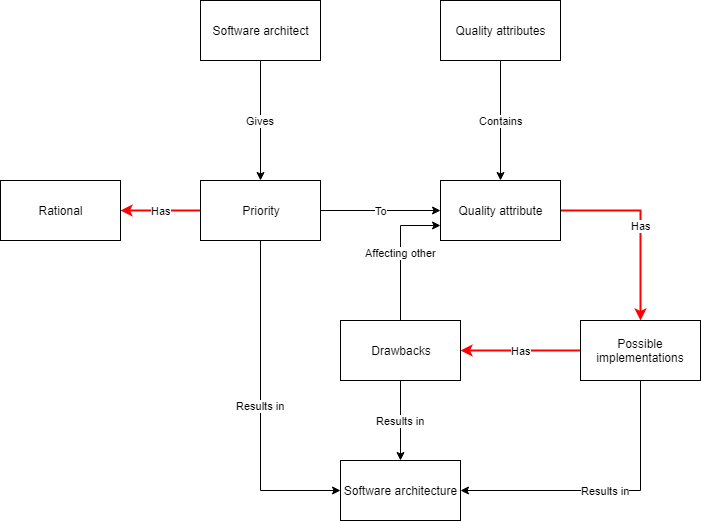 Software architect
Quality attributes
Gives
Contains
Rational
Has
Priority
To
Quality attribute
Has
Affecting other
Drawbacks
Has
Possible
implementations
Results in
Results in
Software architecture
Results in